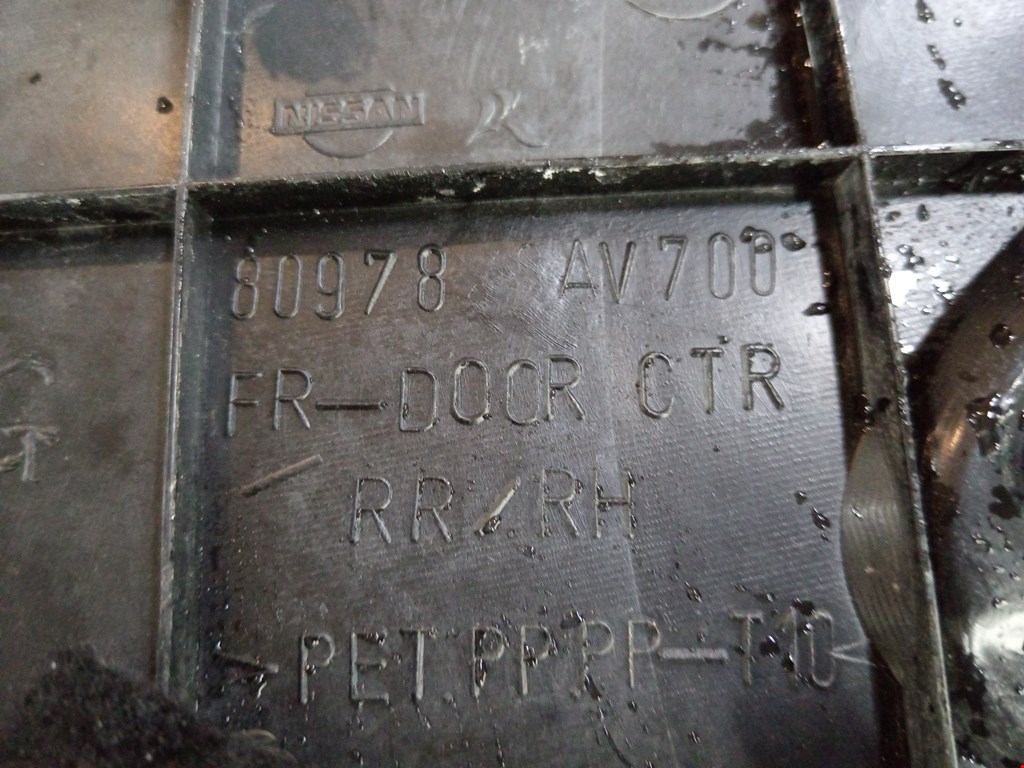 NISSAN
80978 AV700
FR-DOOR CTR
RR/RH
>PET.PP.PP-T10<